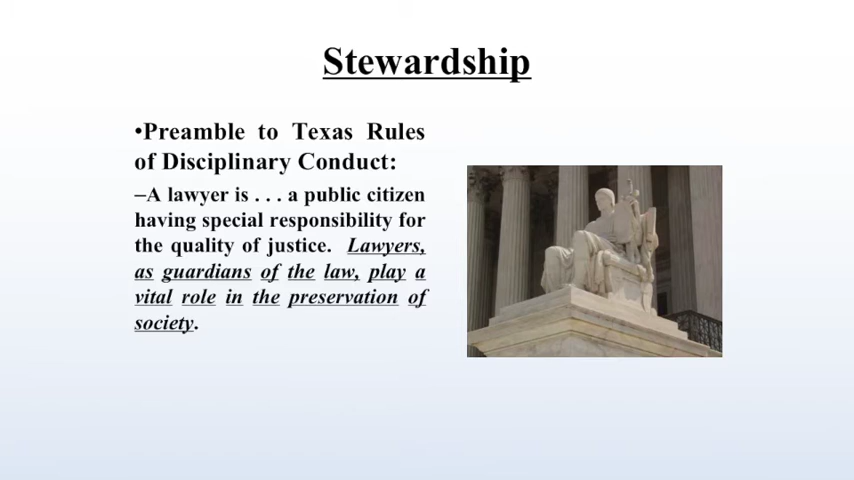 Stewardship
•Preamble to Texas Rules
of Disciplinary Conduct:
–A lawyer is . . . a public citizen
having special responsibility for
the quality of justice. Lawyers,
as guardians of the law, play a
vital role in the preservation of
society.